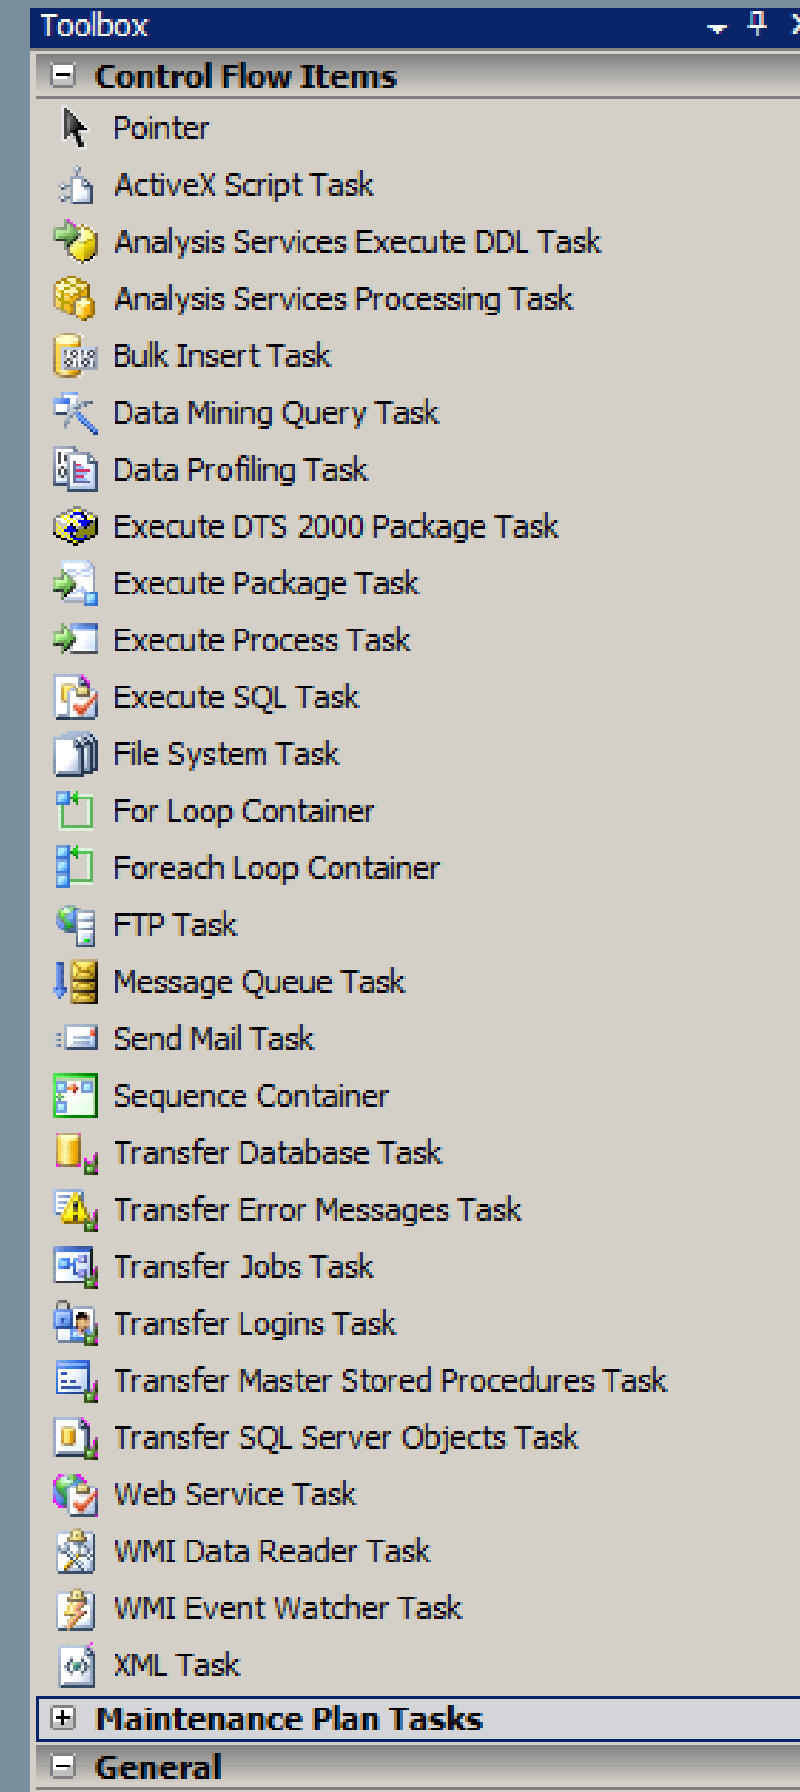 Toolbox
Control Flow Items
Pointer
ActiveX Script Task
Analysis Services Execute DDL Task
Analysis Services Processing Task
Bulk Insert Task
Data Mining Query Task
Data Profiling Task
Execute DTS 2000 Package Task
Execute Package Task
Execute Process Task
Execute SQL Task
File System Task
For Loop Container
Foreach Loop Container
FTP Task
Message Queue Task
Send Mail Task
Sequence Container
Transfer Database Task
Transfer Error Messages Task
Transfer Jobs Task
Transfer Logins Task
Transfer Master Stored Procedures Task
Transfer SQL Server Objects Task
Web Service Task
WMI Data Reader Task
WMI Event Watcher Task
XML Task
Maintenance Plan Tasks
General